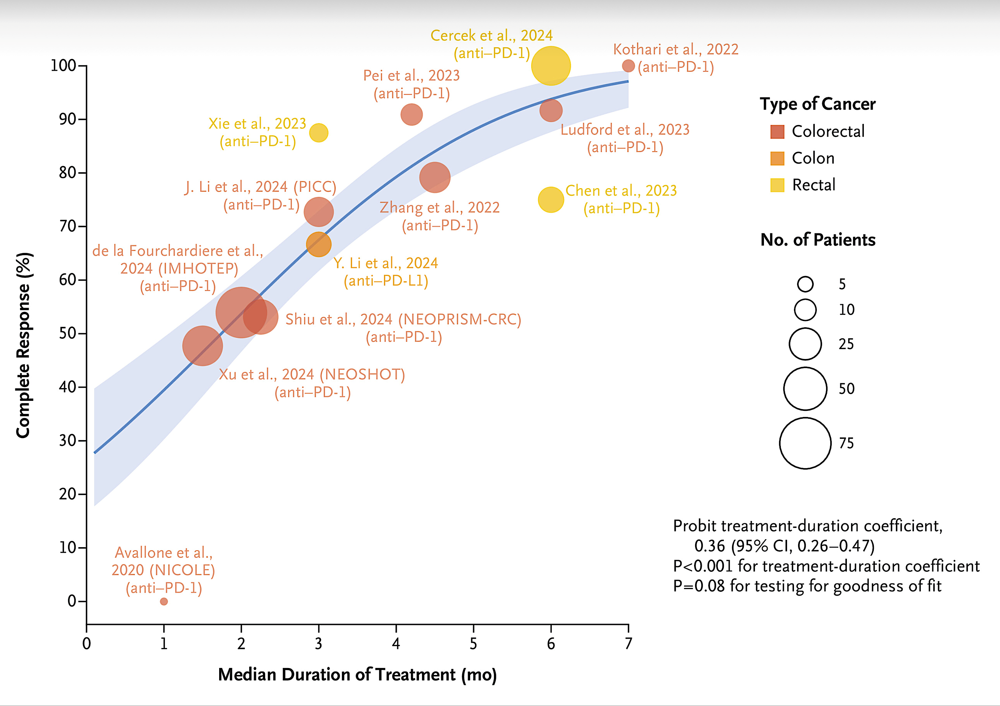 Cercek et al., 2024
(anti–PD-1)
Kothari et al., 2022
(anti–PD-1)
Pei et al., 2023
(anti–PD-1)
Xie et al., 2023
(anti–PD-1)
Ludford et al., 2023
(anti–PD-1)
J. Li et al., 2024 (PICC)
(anti–PD-1)
Zhang et al., 2022
(anti–PD-1)
Chen et al., 2023
(anti–PD-1)
de la Fourchardiere et al.,
2024 (IMHOTEP)
(anti–PD-1)
Y. Li et al., 2024
(anti–PD-L1)
Shiu et al., 2024 (NEOPRISM-CRC)
(anti–PD-1)
Xu et al., 2024 (NEOSHOT)
(anti–PD-1)
Avallone et al.,
2020 (NICOLE)
(anti–PD-1)
Complete Response (%)
100
90
80
70
60
50
40
30
20
10
0
0 1 2 3 4 5 6 7
Median Duration of Treatment (mo)
Type of Cancer
Colorectal
Colon
Rectal
No. of Patients
5
10
25
50
75
Probit treatment-duration coefficient,
0.36 (95% CI, 0.26–0.47)
P<0.001 for treatment-duration coefficient
P=0.08 for testing for goodness of fit